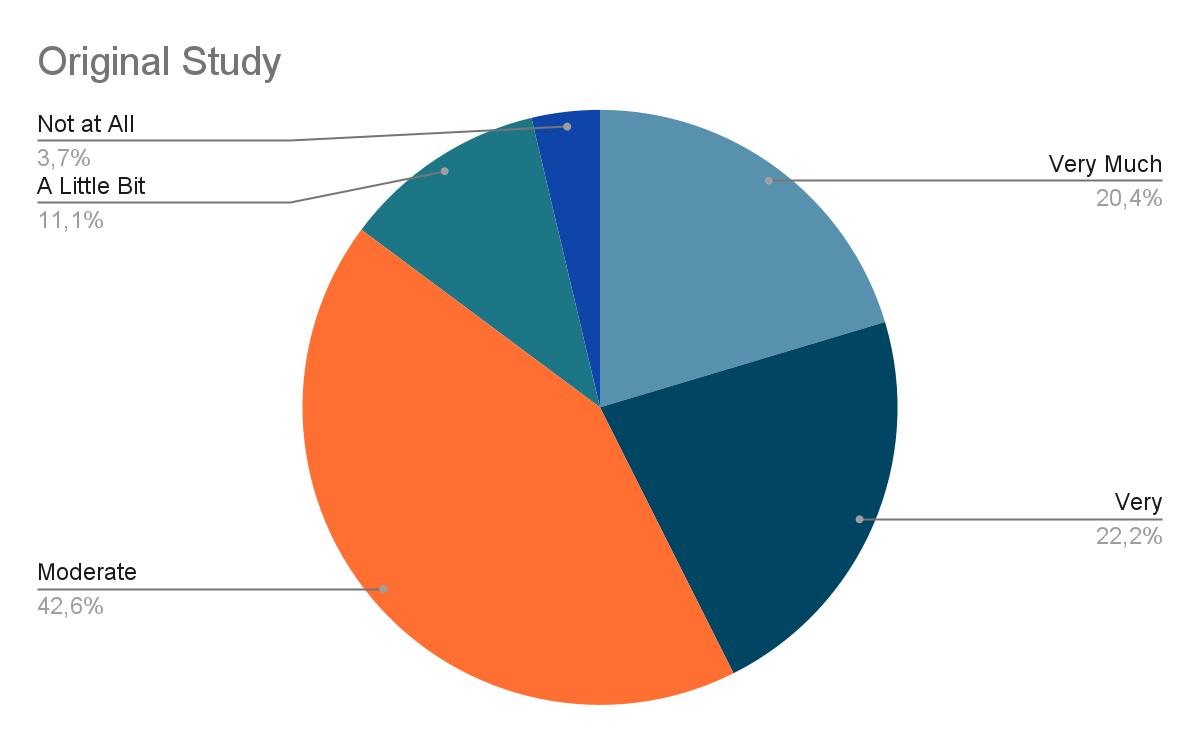 Original Study
Not at All
3,7%
A Little Bit
11,1%
Moderate
42,6%
Very Much
20,4%
Very
22,2%